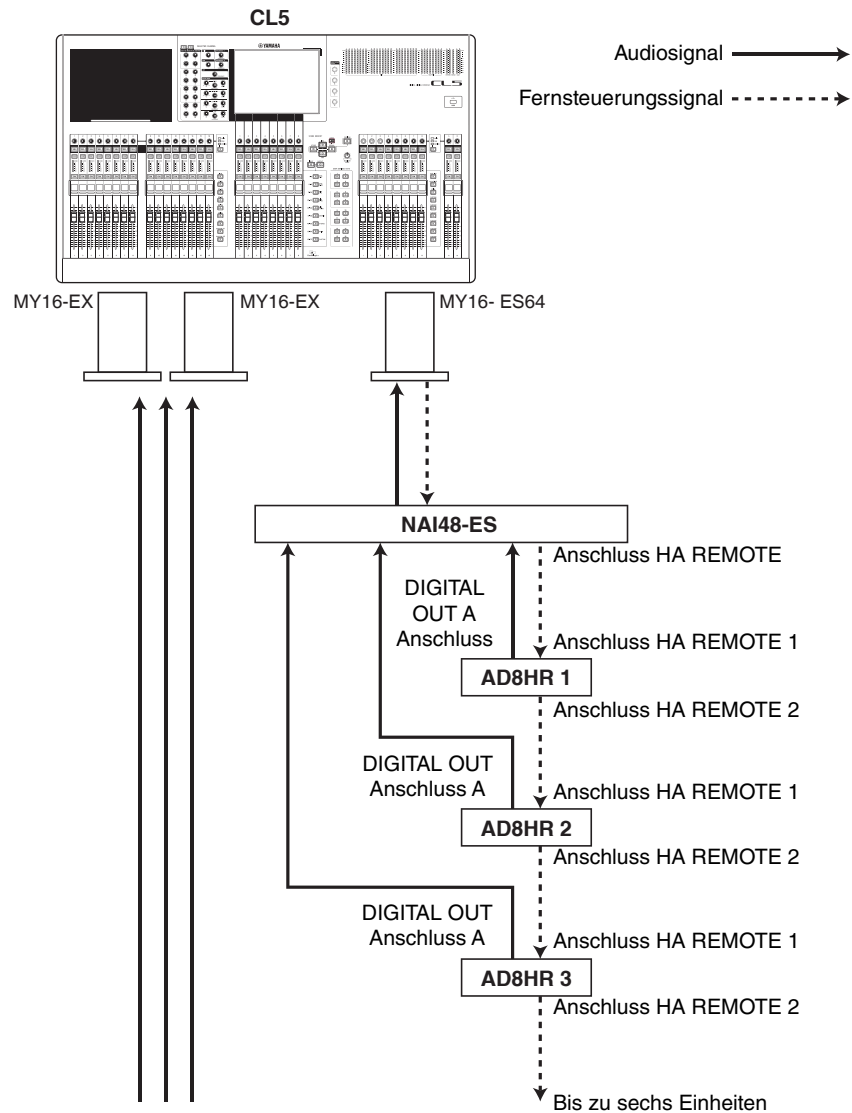 CL5
YAMAHA
CL5
Audiosignal
Fernsteuerungssignal
MY16-EX
MY16-EX
MY16- ES64
NAI48-ES
Anschluss HA REMOTE
DIGITAL
OUT A
Anschluss
Anschluss HA REMOTE 1
AD8HR 1
Anschluss HA REMOTE 2
DIGITAL OUT
Anschluss A
Anschluss HA REMOTE 1
AD8HR 2
Anschluss HA REMOTE 2
DIGITAL OUT
Anschluss A
Anschluss HA REMOTE 1
AD8HR 3
Anschluss HA REMOTE 2
Bis zu sechs Einheiten